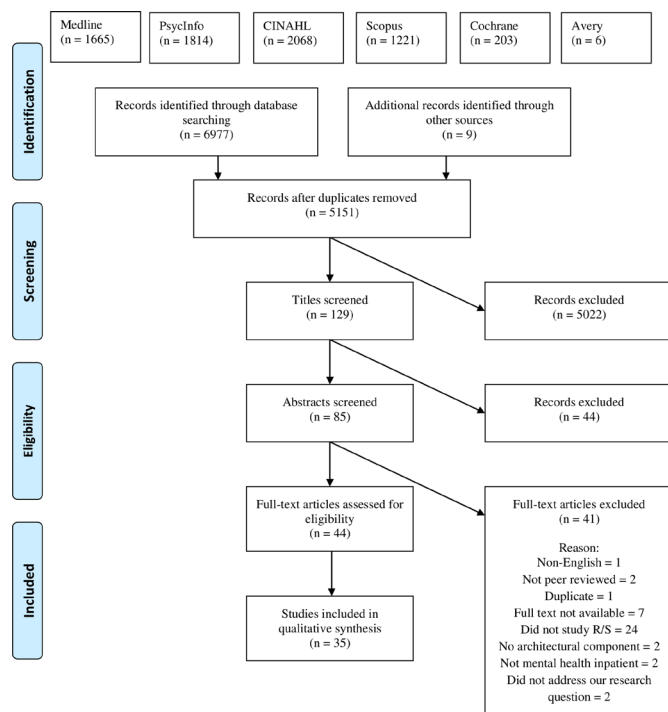 Medline
(n = 1665)
PsycInfo
(n = 1814)
CINAHL
(n = 2068)
Scopus
(n = 1221)
Cochrane
(n = 203)
Avery
(n = 6)
Identification
Records identified through database
searching
(n = 6977)
Additional records identified through
other sources
(n = 9)
Records after duplicates removed
(n = 5151)
Screening
Titles screened
(n = 129)
Records excluded
(n = 5022)
Eligibility
Abstracts screened
(n = 85)
Records excluded
(n = 44)
Full-text articles assessed for
eligibility
(n = 44)
Full-text articles excluded
(n = 41)
Reason:
Non-English = 1
Not peer reviewed = 2
Duplicate = 1
Full text not available = 7
Did not study R/S = 24
No architectural component = 2
Not mental health inpatient = 2
Did not address our research
question = 2
Included
Studies included in
qualitative synthesis
(n = 35)